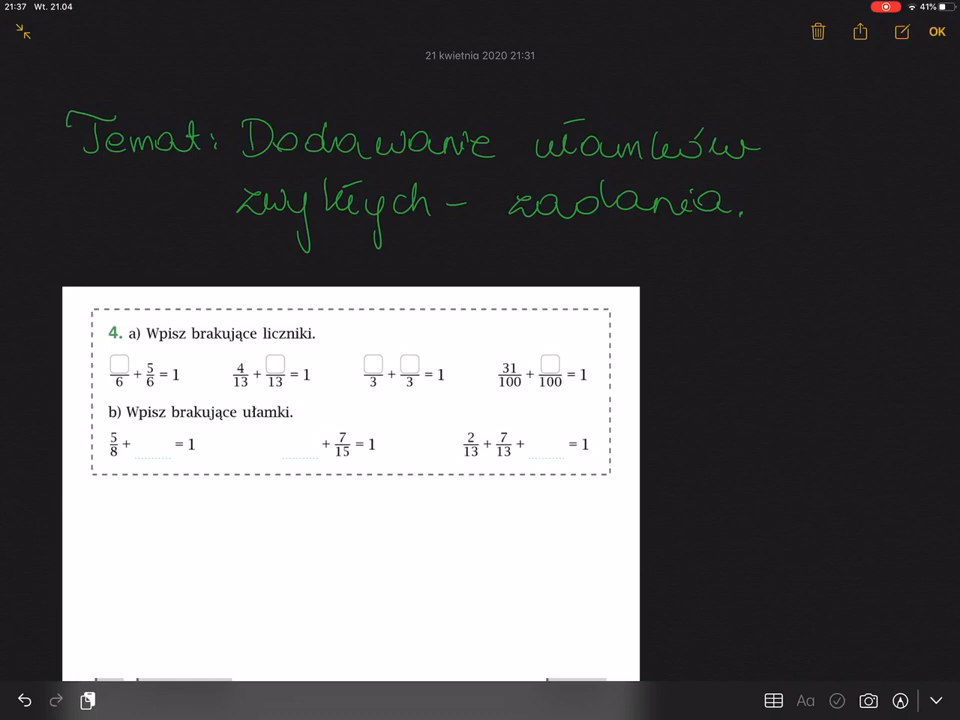 21:37 Wt. 21.04
41%
OK
21 kwietnia 2020 21:31
Temat: Dodawanie ułamków
zwykłych - zadania.
4. a) Wpisz brakujące liczniki.
□/6 + 5/6 = 1 4/13 + □/13 = 1 □/3 + □/3 = 1 31/100 + □/100 = 1
b) Wpisz brakujące ułamki.
5/8 + ........ = 1 ........ + 7/15 = 1 2/13 + 7/13 + ........ = 1
Aa